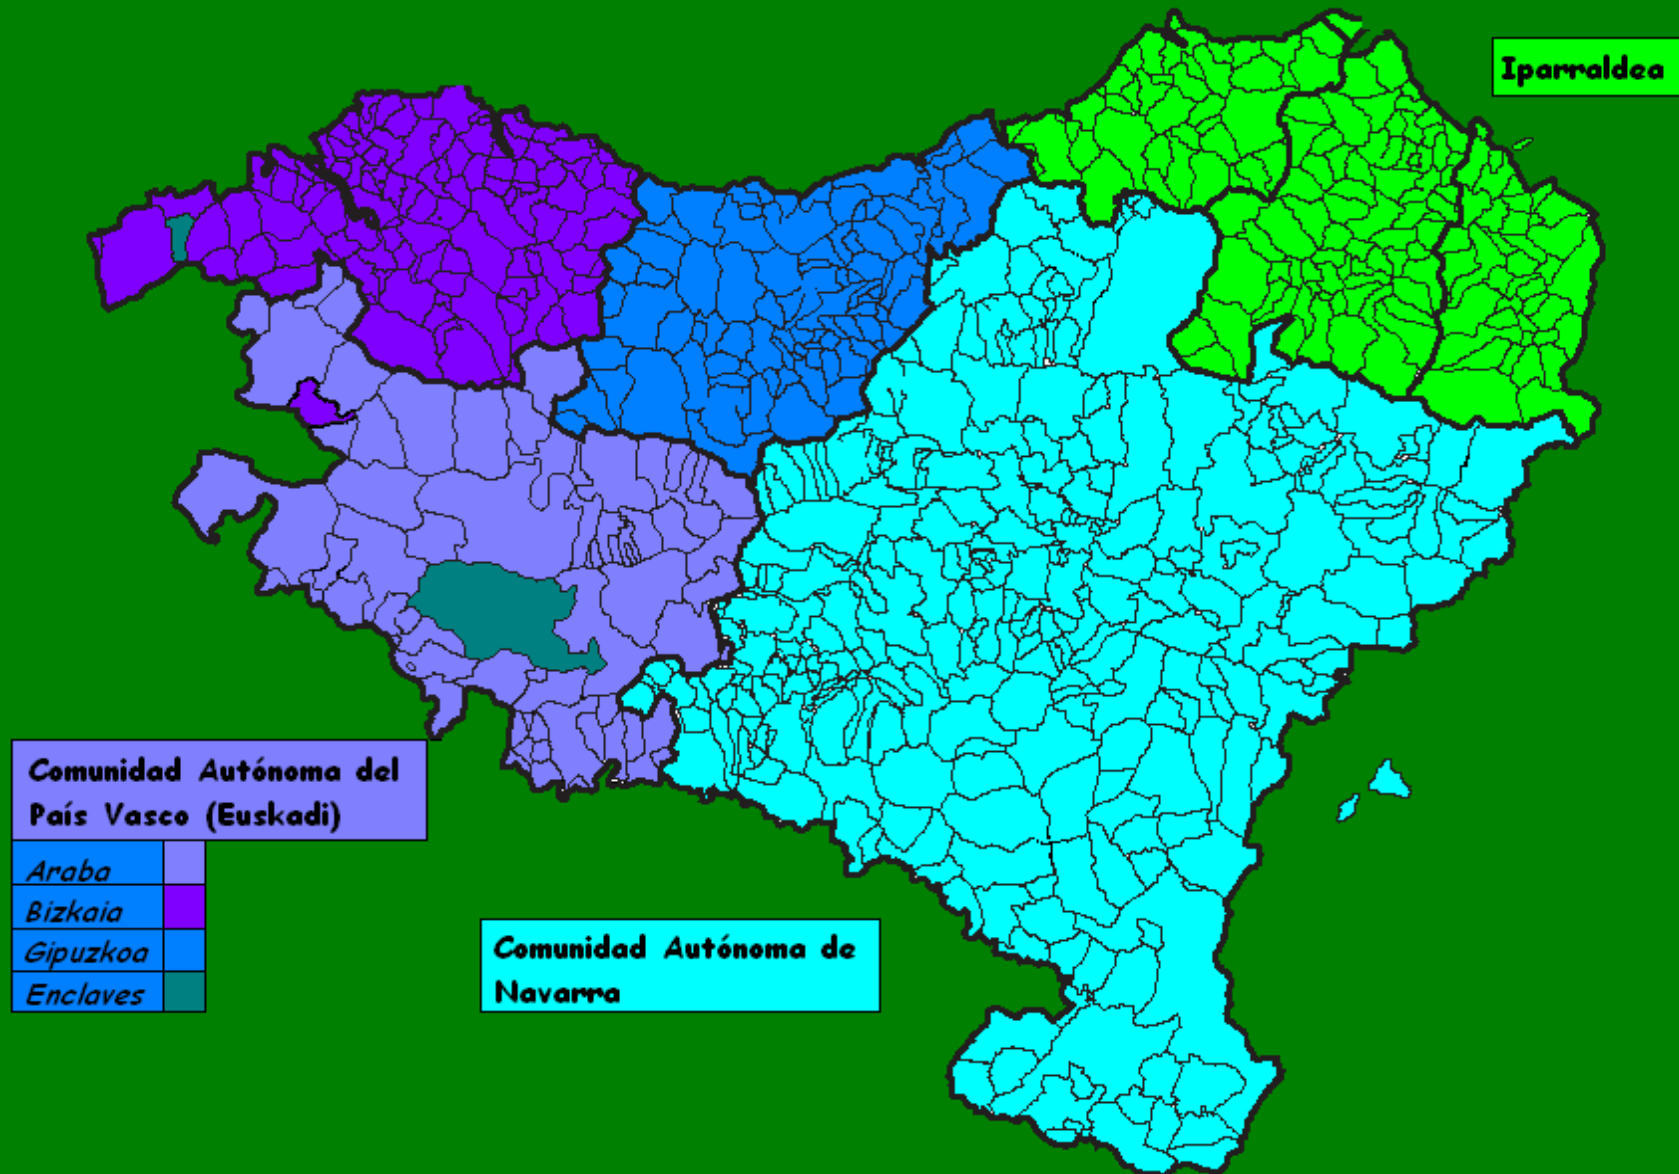 Iparraldea
Comunidad Autónoma del
País Vasco (Euskadi)
Araba
Bizkaia
Gipuzkoa
Enclaves
Comunidad Autónoma de
Navarra